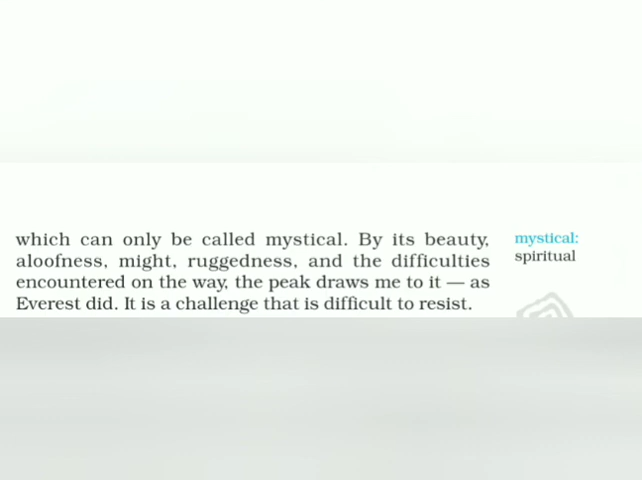 which can only be called mystical. By its beauty,
aloofness, might, ruggedness, and the difficulties
encountered on the way, the peak draws me to it — as
Everest did. It is a challenge that is difficult to resist.
mystical:
spiritual